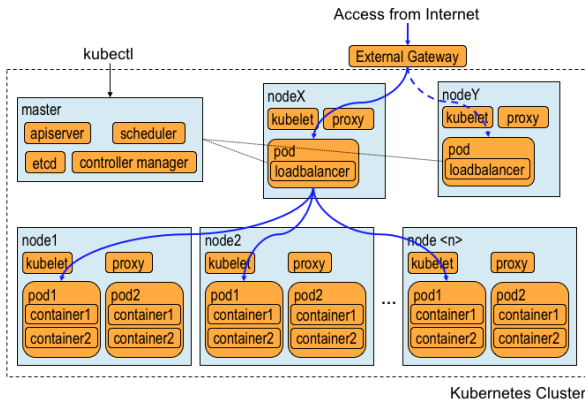 Access from Internet
External Gateway
kubectl
master
apiserver
scheduler
etcd
controller manager
nodeX
kubelet
proxy
pod
loadbalancer
nodeY
kubelet
proxy
pod
loadbalancer
node1
kubelet
proxy
pod1
container1
container2
pod2
container1
container2
node2
kubelet
proxy
pod1
container1
container2
pod2
container1
container2
...
node <n>
kubelet
proxy
pod1
container1
container2
pod2
container1
container2
Kubernetes Cluster